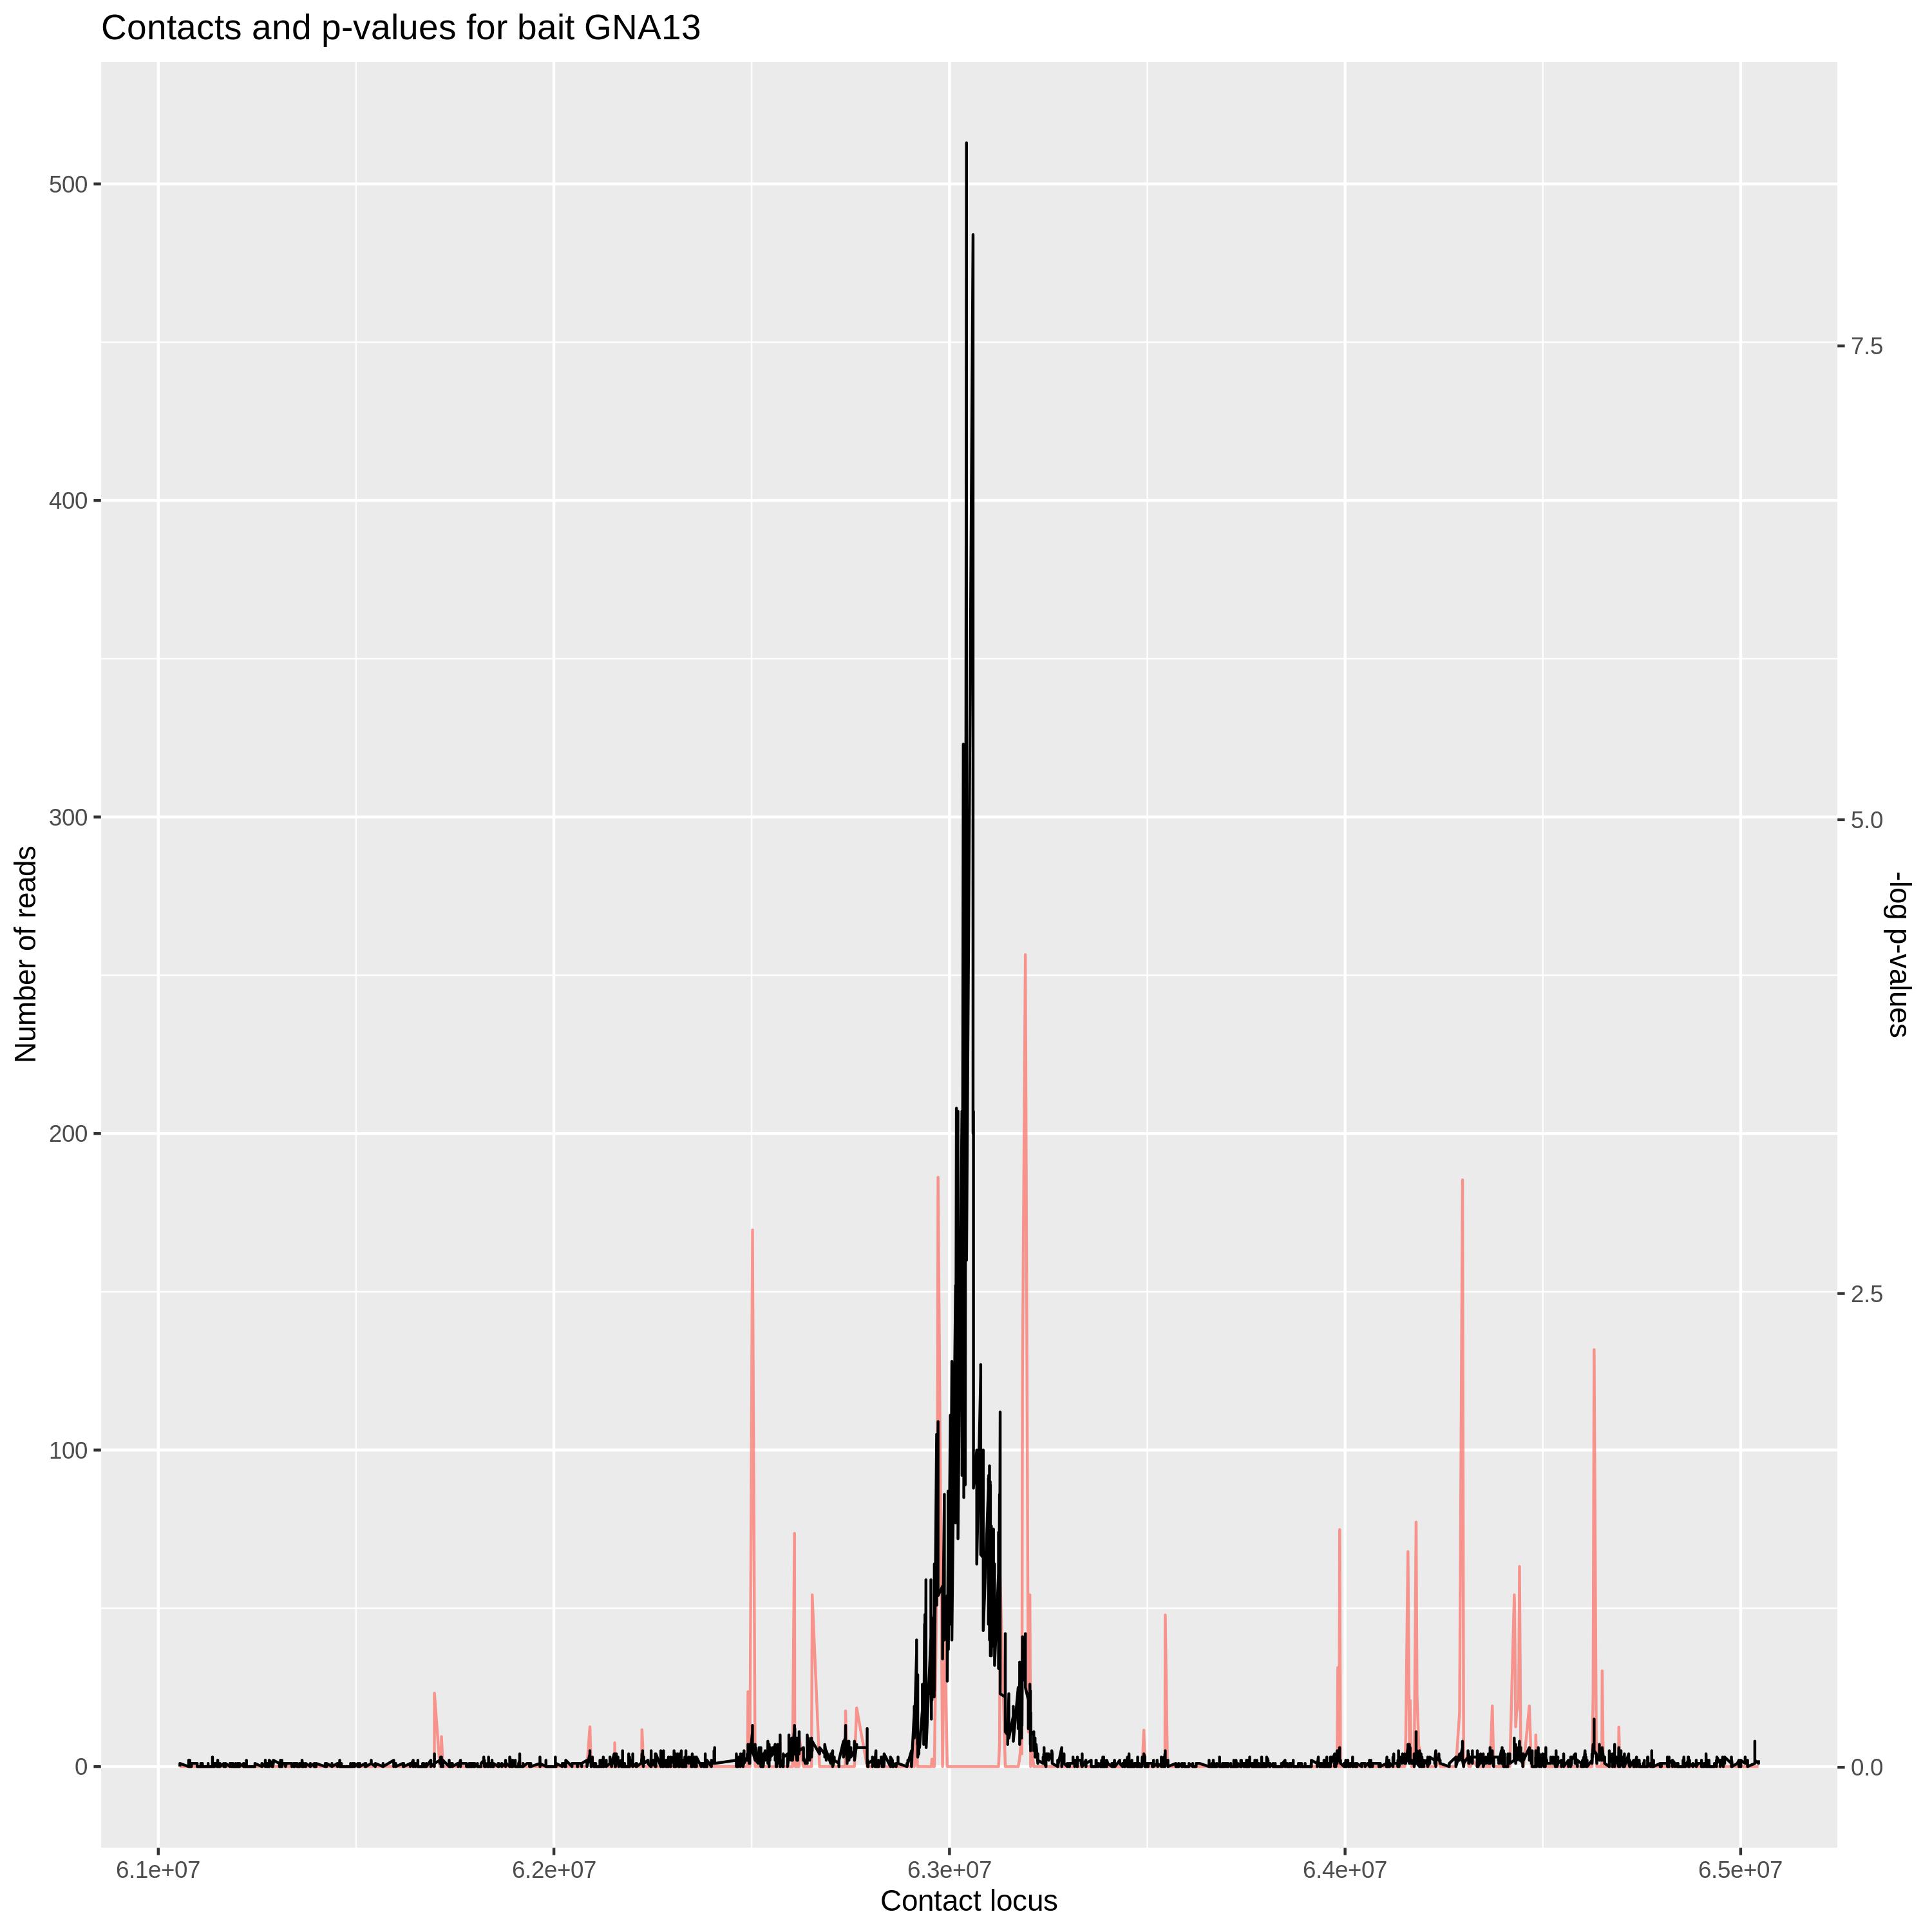 Contacts and p-values for bait GNA13
Number of reads
500
400
300
200
100
0
7.5
5.0
2.5
0.0
-log p-values
6.1e+07
6.2e+07
6.3e+07
6.4e+07
6.5e+07
Contact locus